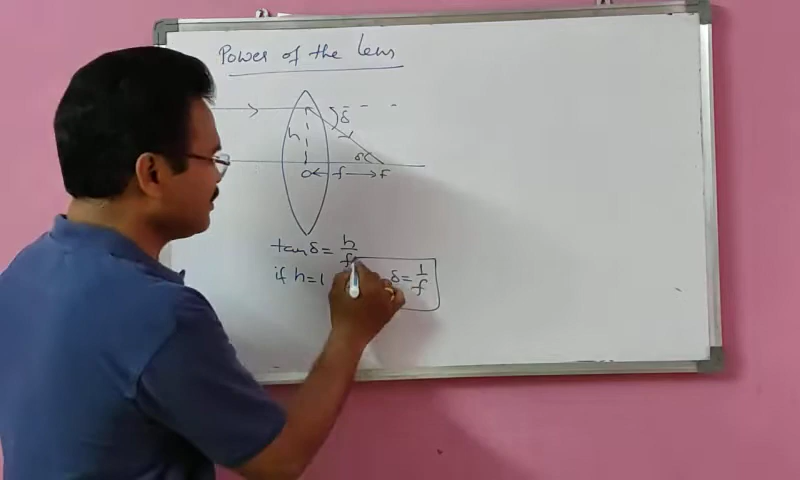 Power of the lens
δ
h
δ
O f F
tan δ = h/f
if h=1 δ = 1/f